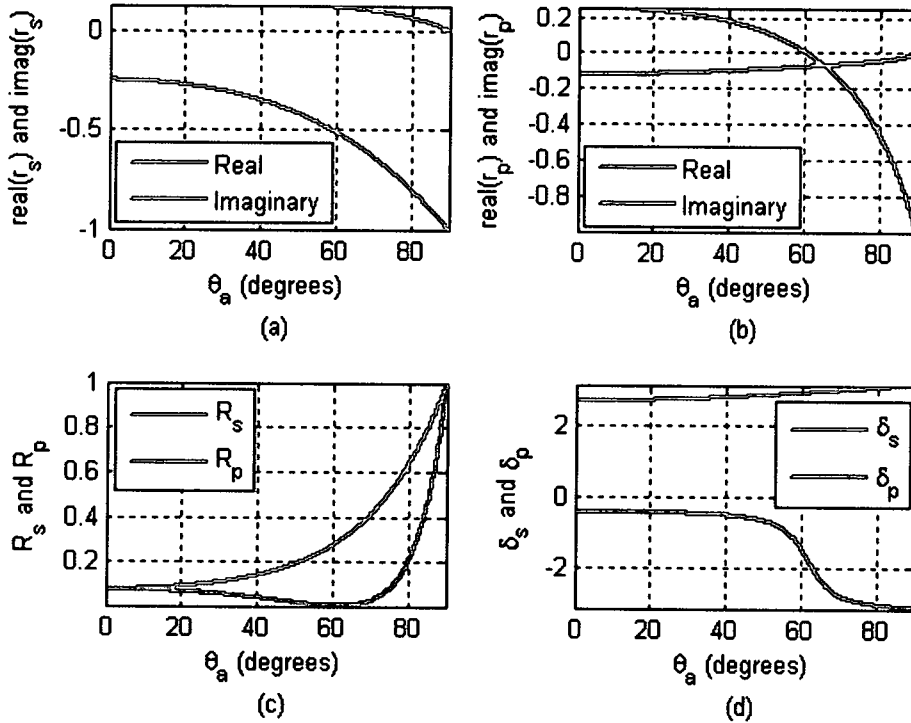 real(r_s) and imag(r_s)
0
-0.5
-1
Real
Imaginary
0 20 40 60 80
θ_a (degrees)
(a)
real(r_p) and imag(r_p)
0.2
0
-0.2
-0.4
-0.6
-0.8
Real
Imaginary
0 20 40 60 80
θ_a (degrees)
(b)
R_s and R_p
1
0.8
0.6
0.4
0.2
R_s
R_p
0 20 40 60 80
θ_a (degrees)
(c)
δ_s and δ_p
2
0
-2
δ_s
δ_p
0 20 40 60 80
θ_a (degrees)
(d)